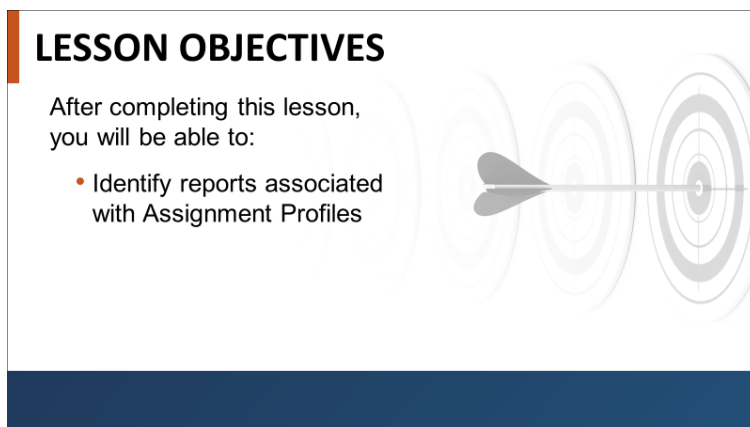 LESSON OBJECTIVES
After completing this lesson,
you will be able to:
• Identify reports associated
with Assignment Profiles